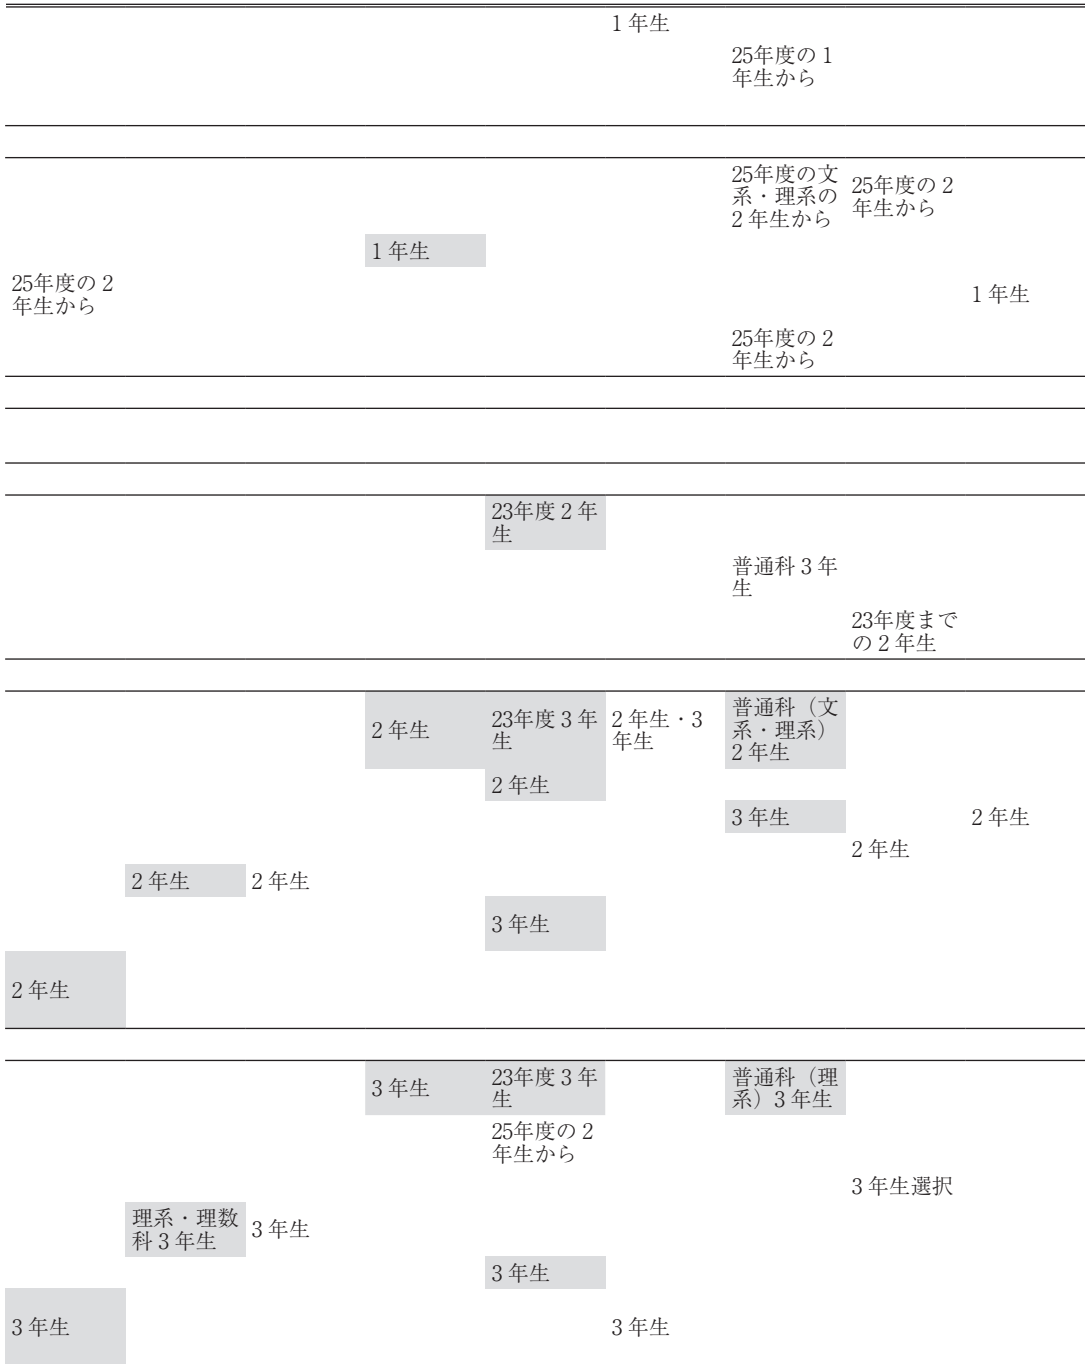 1年生
25年度の1
年生から
25年度の文
系・理系の
2年生から
25年度の2
年生から
1年生
25年度の2
年生から
1年生
25年度の2
年生から
23年度2年
生
普通科3年
生
23年度まで
の2年生
2年生
23年度3年
生
2年生・3
年生
普通科（文
系・理系）
2年生
2年生
3年生
2年生
2年生
2年生
2年生
3年生
2年生
3年生
23年度3年
生
普通科（理
系）3年生
25年度の2
年生から
3年生選択
理系・理数
科3年生
3年生
3年生
3年生
3年生